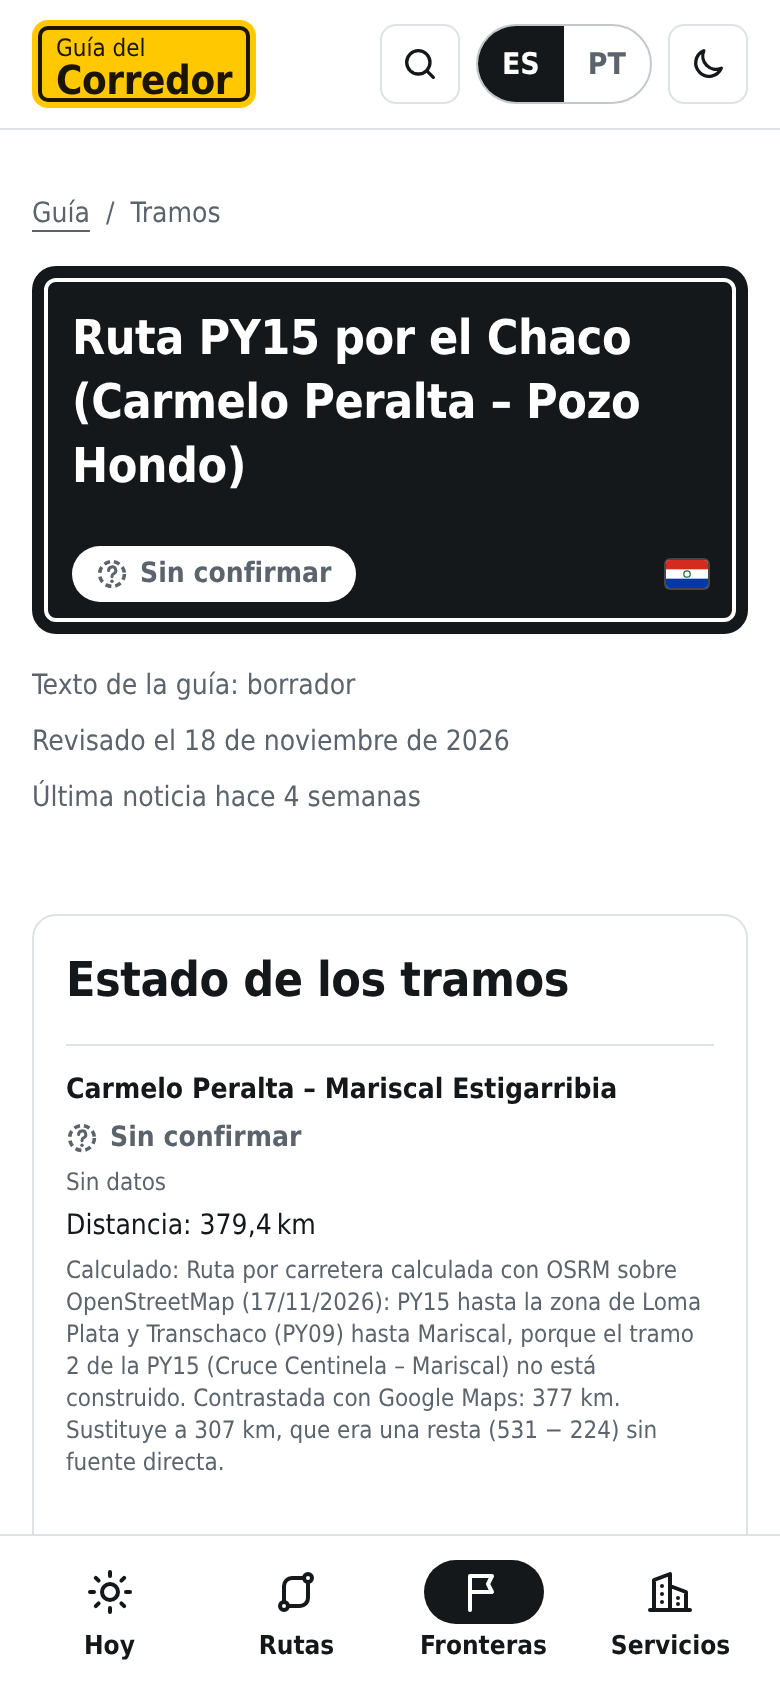 Guía del
Corredor
ES PT
Guía / Tramos
Ruta PY15 por el Chaco
(Carmelo Peralta – Pozo
Hondo)
Sin confirmar
Texto de la guía: borrador
Revisado el 18 de noviembre de 2026
Última noticia hace 4 semanas
Estado de los tramos
Carmelo Peralta – Mariscal Estigarribia
Sin confirmar
Sin datos
Distancia: 379,4 km
Calculado: Ruta por carretera calculada con OSRM sobre
OpenStreetMap (17/11/2026): PY15 hasta la zona de Loma
Plata y Transchaco (PY09) hasta Mariscal, porque el tramo
2 de la PY15 (Cruce Centinela – Mariscal) no está
construido. Contrastada con Google Maps: 377 km.
Sustituye a 307 km, que era una resta (531 − 224) sin
fuente directa.
Hoy Rutas Fronteras Servicios